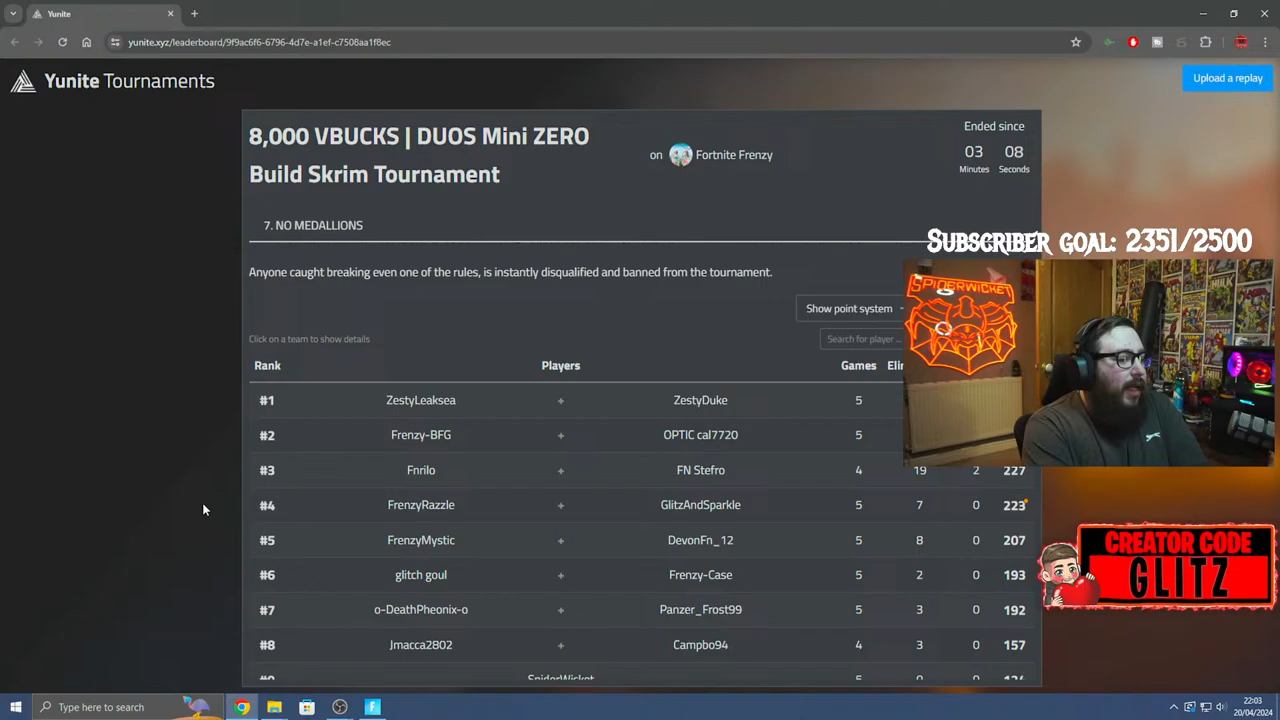 Yunite
yunite.xyz/leaderboard/9f9ac6f6-6796-4d7e-a1ef-c7508aa1f8ec
Yunite Tournaments
Upload a replay
8,000 VBUCKS | DUOS Mini ZERO
Build Skrim Tournament
on Fortnite Frenzy
Ended since
03 08
Minutes Seconds
7. NO MEDALLIONS
Subscriber goal: 2351/2500
Anyone caught breaking even one of the rules, is instantly disqualified and banned from the tournament.
SPIDERWICKET
Show point system
Click on a team to show details
Search for player ...
Rank Players Games
#1 ZestyLeaksea + ZestyDuke 5
#2 Frenzy-BFG + OPTIC cal7720 5
#3 Fnrilo + FN Stefro 4 19 2 227
#4 FrenzyRazzle + GlitzAndSparkle 5 7 0 223
#5 FrenzyMystic + DevonFn_12 5 8 0 207
#6 glitch goul + Frenzy-Case 5 2 0 193
#7 o-DeathPheonix-o + Panzer_Frost99 5 3 0 192
#8 Jmacca2802 + Campbo94 4 3 0 157
SpiderWicket
CREATOR CODE
GLITZ
Type here to search
22:03
20/04/2024